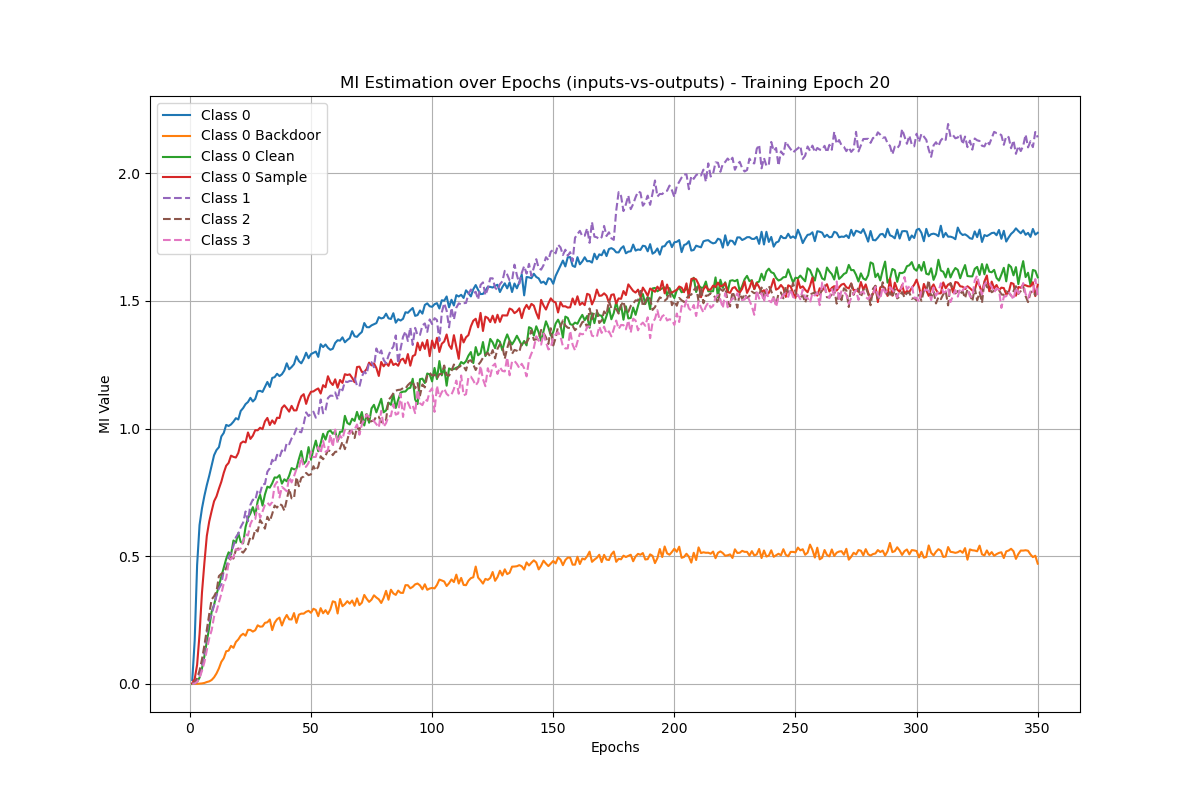 MI Estimation over Epochs (inputs-vs-outputs) - Training Epoch 20
Class 0
Class 0 Backdoor
Class 0 Clean
Class 0 Sample
Class 1
Class 2
Class 3
MI Value
2.0
1.5
1.0
0.5
0.0
0 50 100 150 200 250 300 350
Epochs